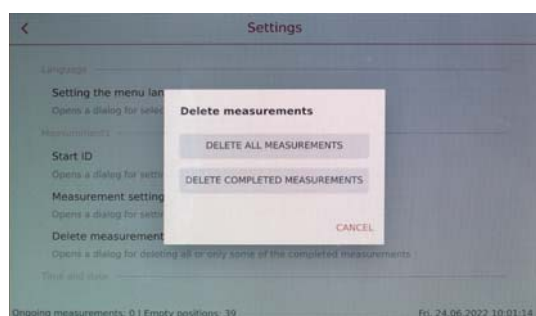 Settings
Language
Setting the menu lan
Opens a dialog for selec
Delete measurements
DELETE ALL MEASUREMENTS
DELETE COMPLETED MEASUREMENTS
CANCEL
Measurements
Start ID
Opens a dialog for settin
Measurement setting
Opens a dialog for settin
Delete measurement
Opens a dialog for deleting all or only some of the completed measurements
Time and date
Ongoing measurements: 0 | Empty positions: 39
Fri, 24.06.2022 10:01:14